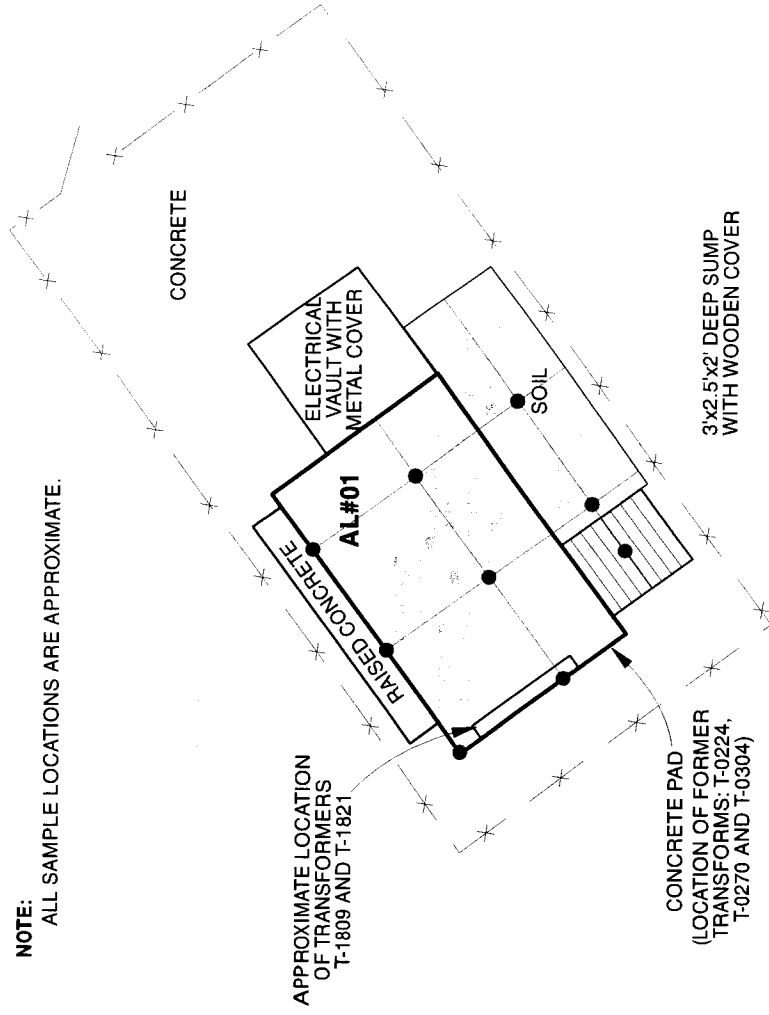 NOTE:
ALL SAMPLE LOCATIONS ARE APPROXIMATE.
CONCRETE
ELECTRICAL
VAULT WITH
METAL COVER
AL#01
RAISED CONCRETE
SOIL
APPROXIMATE LOCATION
OF TRANSFORMERS
T-1809 AND T-1821
CONCRETE PAD
(LOCATION OF FORMER
TRANSFORMS: T-0224,
T-0270 AND T-0304)
3'x2.5'x2' DEEP SUMP
WITH WOODEN COVER